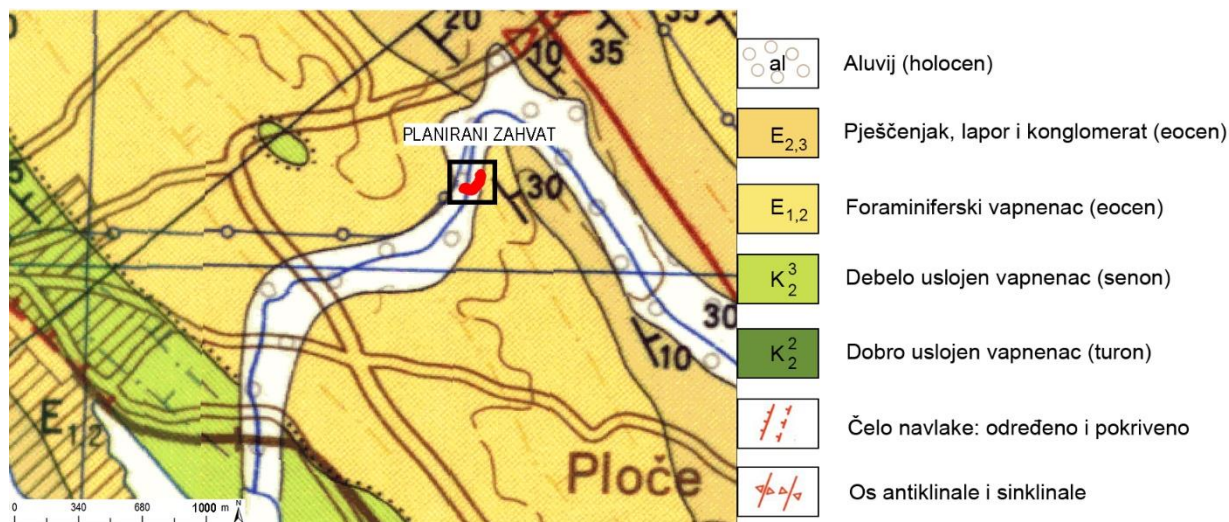 20
10
35
35
PLANIRANI ZAHVAT
30
30
10
E1,2
Ploče
0 340 680 1000 m
N
al Aluvij (holocen)
E2,3 Pješčenjak, lapor i konglomerat (eocen)
E1,2 Foraminiferski vapnenac (eocen)
K32 Debelo uslojen vapnenac (senon)
K22 Dobro uslojen vapnenac (turon)
Čelo navlake: određeno i pokriveno
Os antiklinale i sinklinale